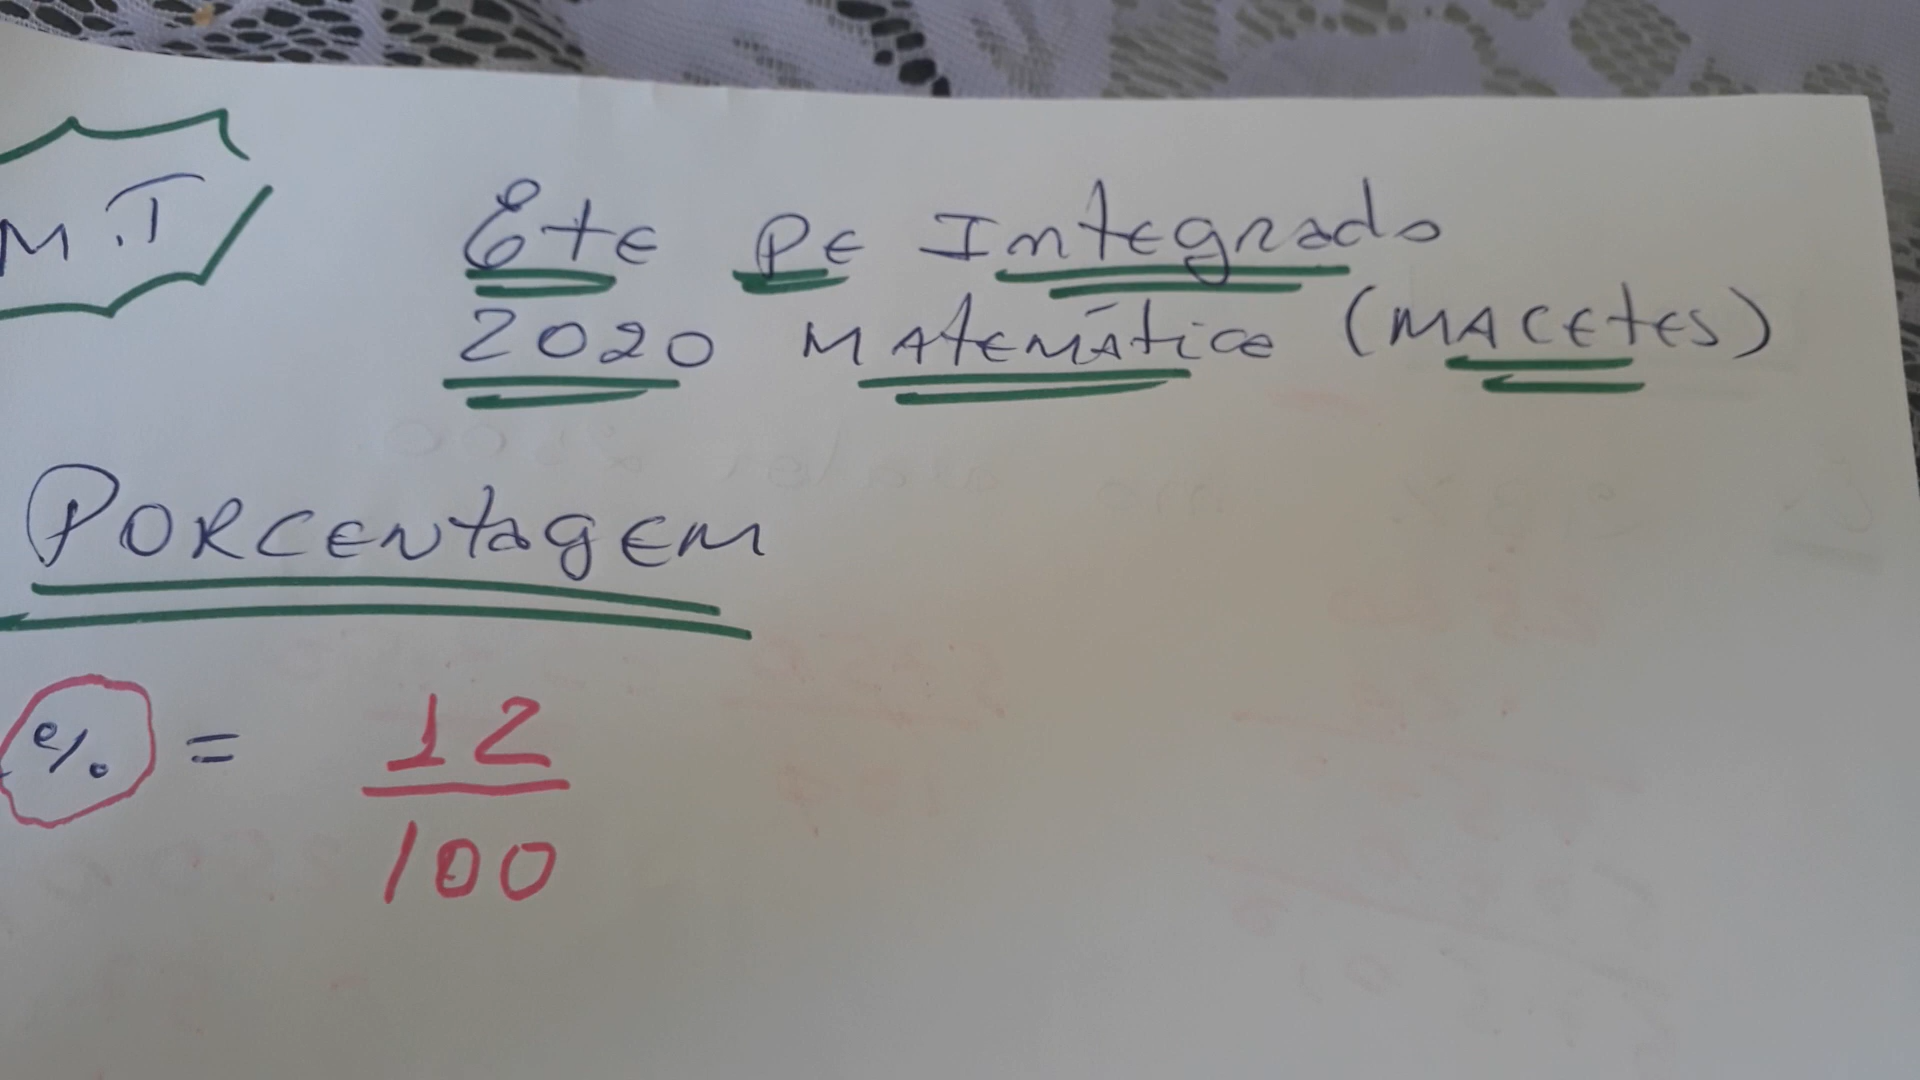 M.T
Ete PE Integrado
2020 Matemática (MACETES)
PORCENtagEM
% = 12
100